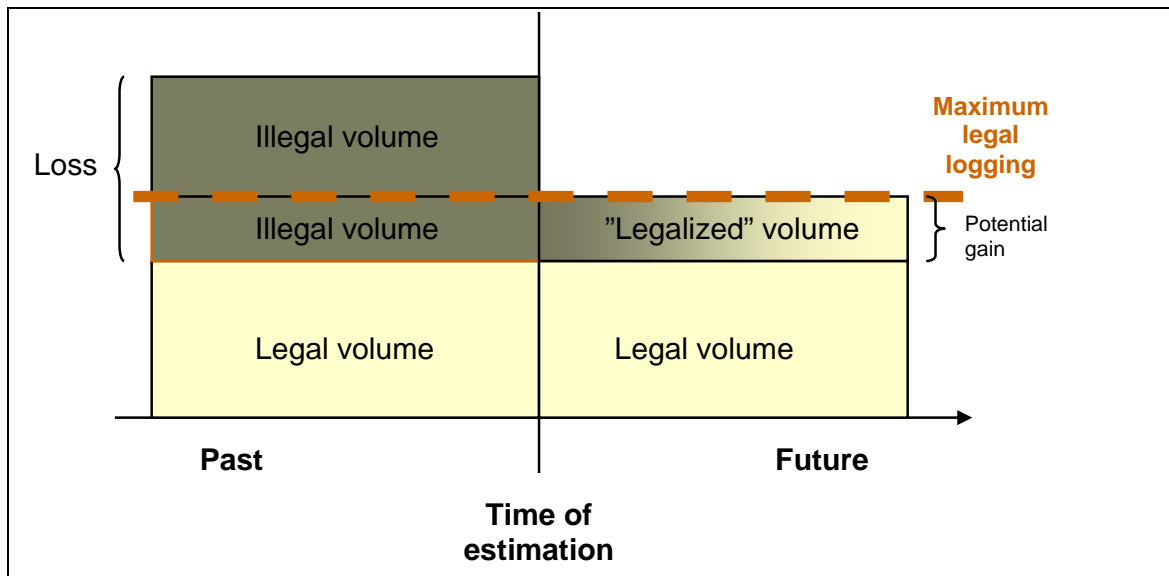 Illegal volume
Maximum
legal
logging
Loss
Illegal volume
”Legalized” volume
Potential
gain
Legal volume
Legal volume
Past
Future
Time of
estimation